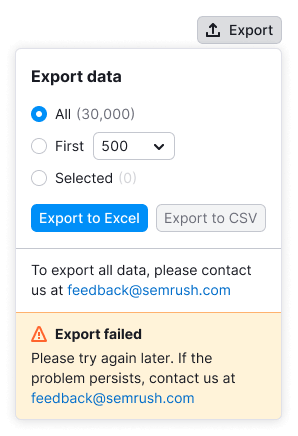 Export
Export data
All (30,000)
First 500
Selected (0)
Export to Excel Export to CSV
To export all data, please contact
us at feedback@semrush.com
Export failed
Please try again later. If the
problem persists, contact us at
feedback@semrush.com